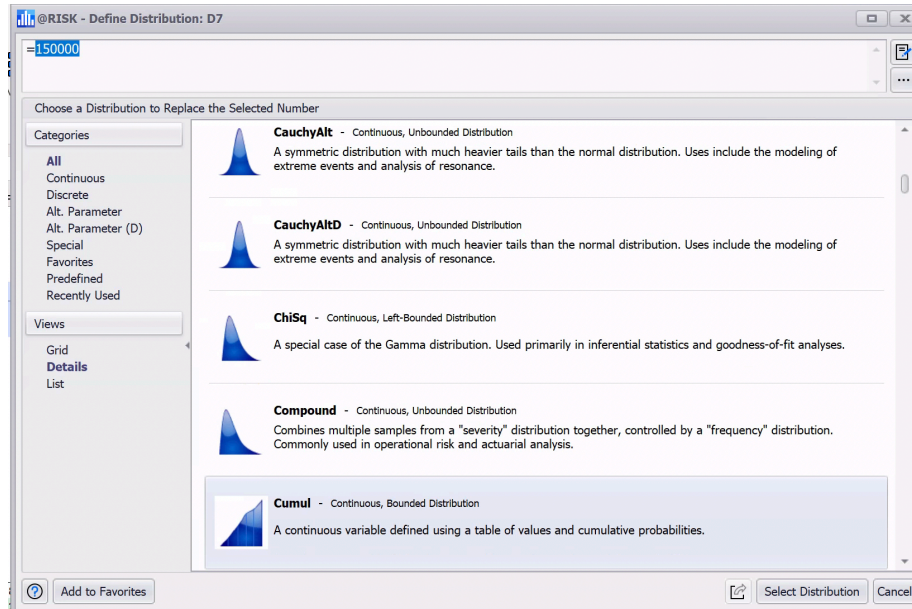 @RISK - Define Distribution: D7
=150000
Choose a Distribution to Replace the Selected Number
Categories
All
Continuous
Discrete
Alt. Parameter
Alt. Parameter (D)
Special
Favorites
Predefined
Recently Used
Views
Grid
Details
List
CauchyAlt - Continuous, Unbounded Distribution
A symmetric distribution with much heavier tails than the normal distribution. Uses include the modeling of
extreme events and analysis of resonance.
CauchyAltD - Continuous, Unbounded Distribution
A symmetric distribution with much heavier tails than the normal distribution. Uses include the modeling of
extreme events and analysis of resonance.
ChiSq - Continuous, Left-Bounded Distribution
A special case of the Gamma distribution. Used primarily in inferential statistics and goodness-of-fit analyses.
Compound - Continuous, Unbounded Distribution
Combines multiple samples from a "severity" distribution together, controlled by a "frequency" distribution.
Commonly used in operational risk and actuarial analysis.
Cumul - Continuous, Bounded Distribution
A continuous variable defined using a table of values and cumulative probabilities.
Add to Favorites
Select Distribution
Cancel